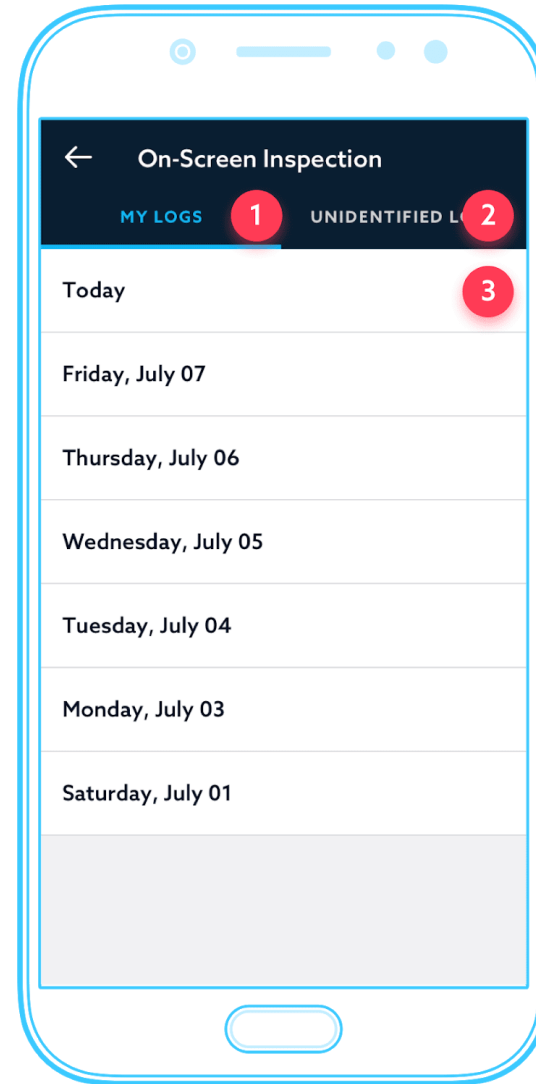 On-Screen Inspection
MY LOGS 1 UNIDENTIFIED 2
Today 3
Friday, July 07
Thursday, July 06
Wednesday, July 05
Tuesday, July 04
Monday, July 03
Saturday, July 01